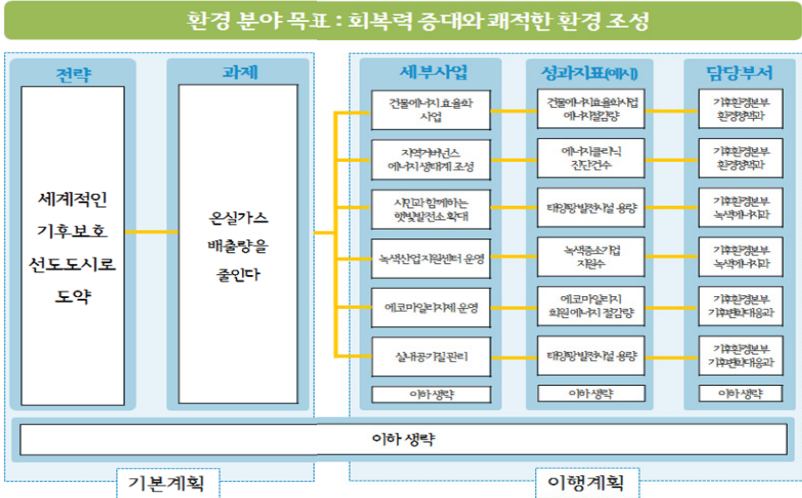 환경 분야 목표 : 회복력 증대와 쾌적한 환경 조성
전략
과제
세부사업
성과지표(예시)
담당부서
세계적인
기후보호
선도도시로
도약
온실가스
배출량을
줄인다
건물에너지 효율화
사업
건물에너지효율화사업
에너지절감량
기후환경본부
환경정책과
지역거버넌스
에너지 생태계 조성
에너지클리닉
진단건수
기후환경본부
환경정책과
시민과 함께하는
햇빛발전소 확대
태양광발전시설 용량
기후환경본부
녹색에너지과
녹색산업지원센터 운영
녹색중소기업
지원수
기후환경본부
녹색에너지과
에코마일리지제 운영
에코마일리지
회원 에너지 절감량
기후환경본부
기후변화대응과
실내공기질 관리
태양광발전시설 용량
기후환경본부
기후변화대응과
이하 생략
이하 생략
이하 생략
이하 생략
기본계획
이행계획